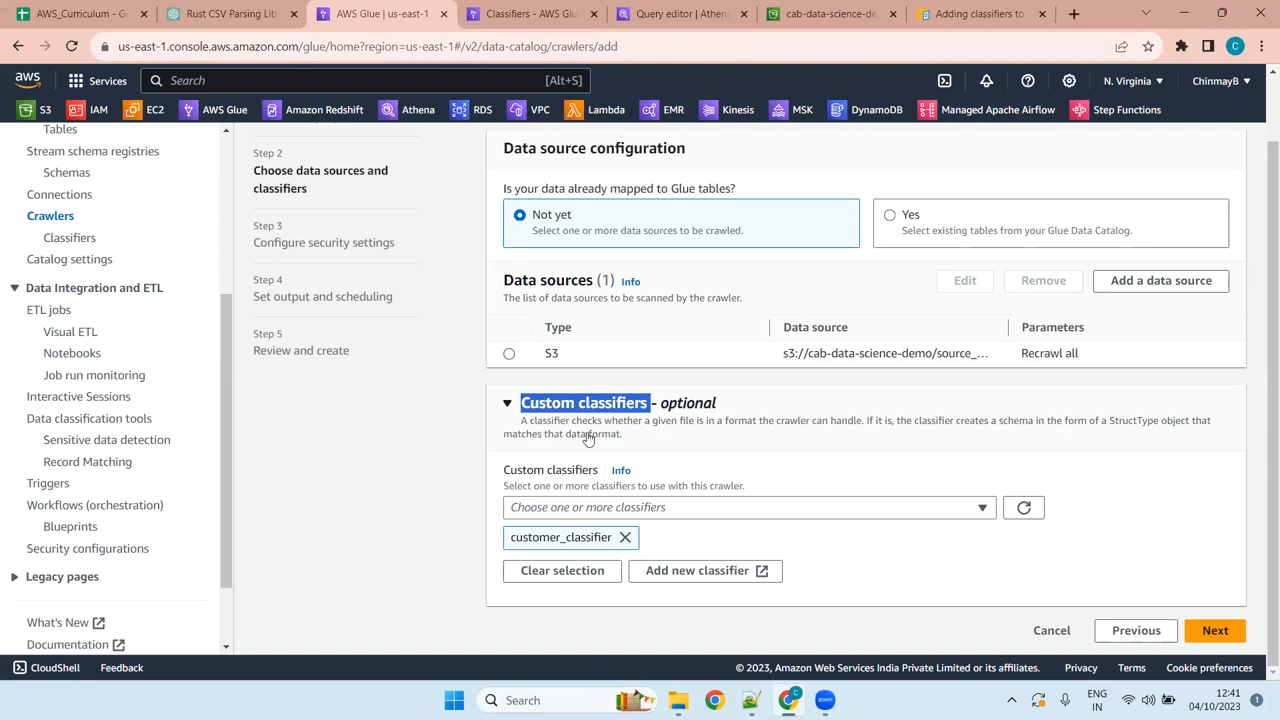 AWS_Curriculum - G
Rust CSV Parsing Lib
AWS Glue | us-east-1
Classifiers - AWS Glu
Query editor | Athen
cab-data-science-de
Adding classifiers to
us-east-1.console.aws.amazon.com/glue/home?region=us-east-1#/v2/data-catalog/crawlers/add
C
aws
Services
Search
[Alt+S]
N. Virginia
ChinmayB
S3
IAM
EC2
AWS Glue
Amazon Redshift
Athena
RDS
VPC
Lambda
EMR
Kinesis
MSK
DynamoDB
Managed Apache Airflow
Step Functions
Tables
Stream schema registries
Schemas
Connections
Crawlers
Classifiers
Catalog settings
Data Integration and ETL
ETL jobs
Visual ETL
Notebooks
Job run monitoring
Interactive Sessions
Data classification tools
Sensitive data detection
Record Matching
Triggers
Workflows (orchestration)
Blueprints
Security configurations
Legacy pages
What's New
Documentation
Step 2
Choose data sources and
classifiers
Step 3
Configure security settings
Step 4
Set output and scheduling
Step 5
Review and create
Data source configuration
Is your data already mapped to Glue tables?
Not yet
Select one or more data sources to be crawled.
Yes
Select existing tables from your Glue Data Catalog.
Data sources (1) Info
The list of data sources to be scanned by the crawler.
Edit
Remove
Add a data source
Type
Data source
Parameters
S3
s3://cab-data-science-demo/source_...
Recrawl all
Custom classifiers - optional
A classifier checks whether a given file is in a format the crawler can handle. If it is, the classifier creates a schema in the form of a StructType object that
matches that data format.
Custom classifiers Info
Select one or more classifiers to use with this crawler.
Choose one or more classifiers
customer_classifier
Clear selection
Add new classifier
Cancel
Previous
Next
CloudShell
Feedback
© 2023, Amazon Web Services India Private Limited or its affiliates.
Privacy
Terms
Cookie preferences
Search
C
zoom
ENG
IN
12:41
04/10/2023
1